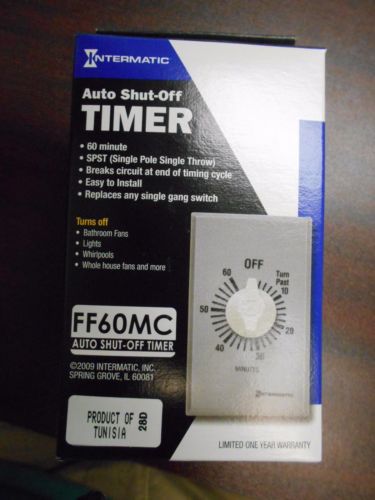 INTERMATIC
Auto Shut-Off
TIMER
• 60 minute
• SPST (Single Pole Single Throw)
• Breaks circuit at end of timing cycle
• Easy to Install
• Replaces any single gang switch
Turns off
• Bathroom Fans
• Lights
• Whirlpools
• Whole house fans and more
OFF
Turn
Past
10
20
30
40
50
60
MINUTES
INTERMATIC
FF60MC
AUTO SHUT-OFF TIMER
©2009 INTERMATIC, INC.
SPRING GROVE, IL 60081
PRODUCT OF
TUNISIA
28D
LIMITED ONE YEAR WARRANTY